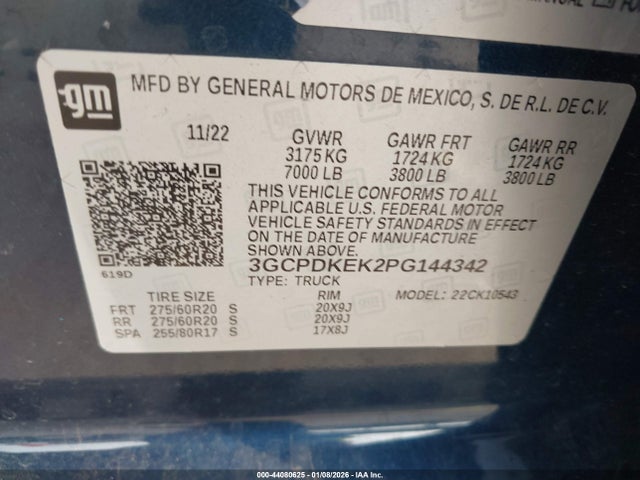 gm
MFD BY GENERAL MOTORS DE MEXICO, S. DE R.L. DE C.V.
11/22 GVWR GAWR FRT GAWR RR
3175 KG 1724 KG 1724 KG
7000 LB 3800 LB 3800 LB
THIS VEHICLE CONFORMS TO ALL
APPLICABLE U.S. FEDERAL MOTOR
VEHICLE SAFETY STANDARDS IN EFFECT
ON THE DATE OF MANUFACTURE
SHOWN ABOVE.
619D 3GCPDKEK2PG144342
TYPE: TRUCK
TIRE SIZE RIM MODEL: 22CK10543
FRT 275/60R20 S 20X9J
RR 275/60R20 S 20X9J
SPA 255/80R17 S 17X8J
000-44080625 - 01/08/2026 - IAA Inc.